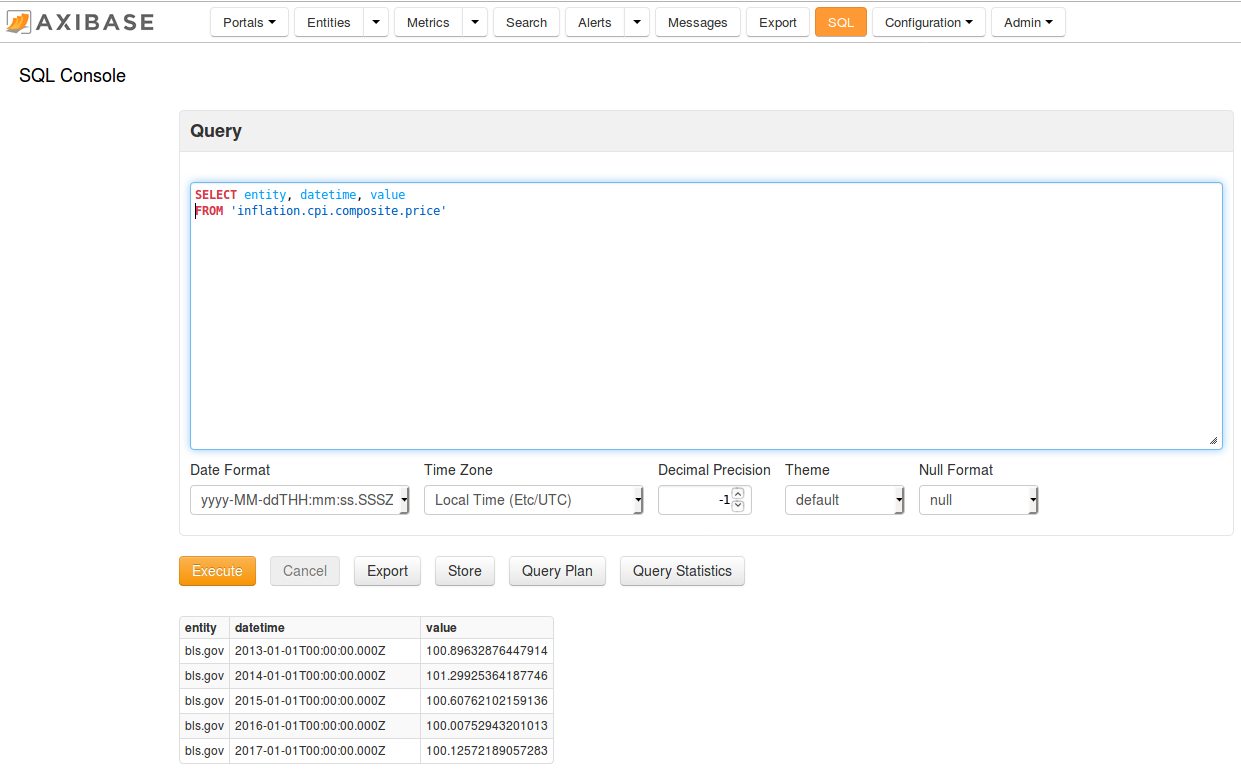 AXIBASE Portals Entities Metrics Search Alerts Messages Export SQL Configuration Admin
SQL Console
Query
SELECT entity, datetime, value
FROM 'inflation.cpi.composite.price'
Date Format Time Zone Decimal Precision Theme Null Format
yyyy-MM-ddTHH:mm:ss.SSSZ Local Time (Etc/UTC) -1 default null
Execute Cancel Export Store Query Plan Query Statistics
entity datetime value
bls.gov 2013-01-01T00:00:00.000Z 100.89632876447914
bls.gov 2014-01-01T00:00:00.000Z 101.29925364187746
bls.gov 2015-01-01T00:00:00.000Z 100.60762102159136
bls.gov 2016-01-01T00:00:00.000Z 100.00752943201013
bls.gov 2017-01-01T00:00:00.000Z 100.12572189057283